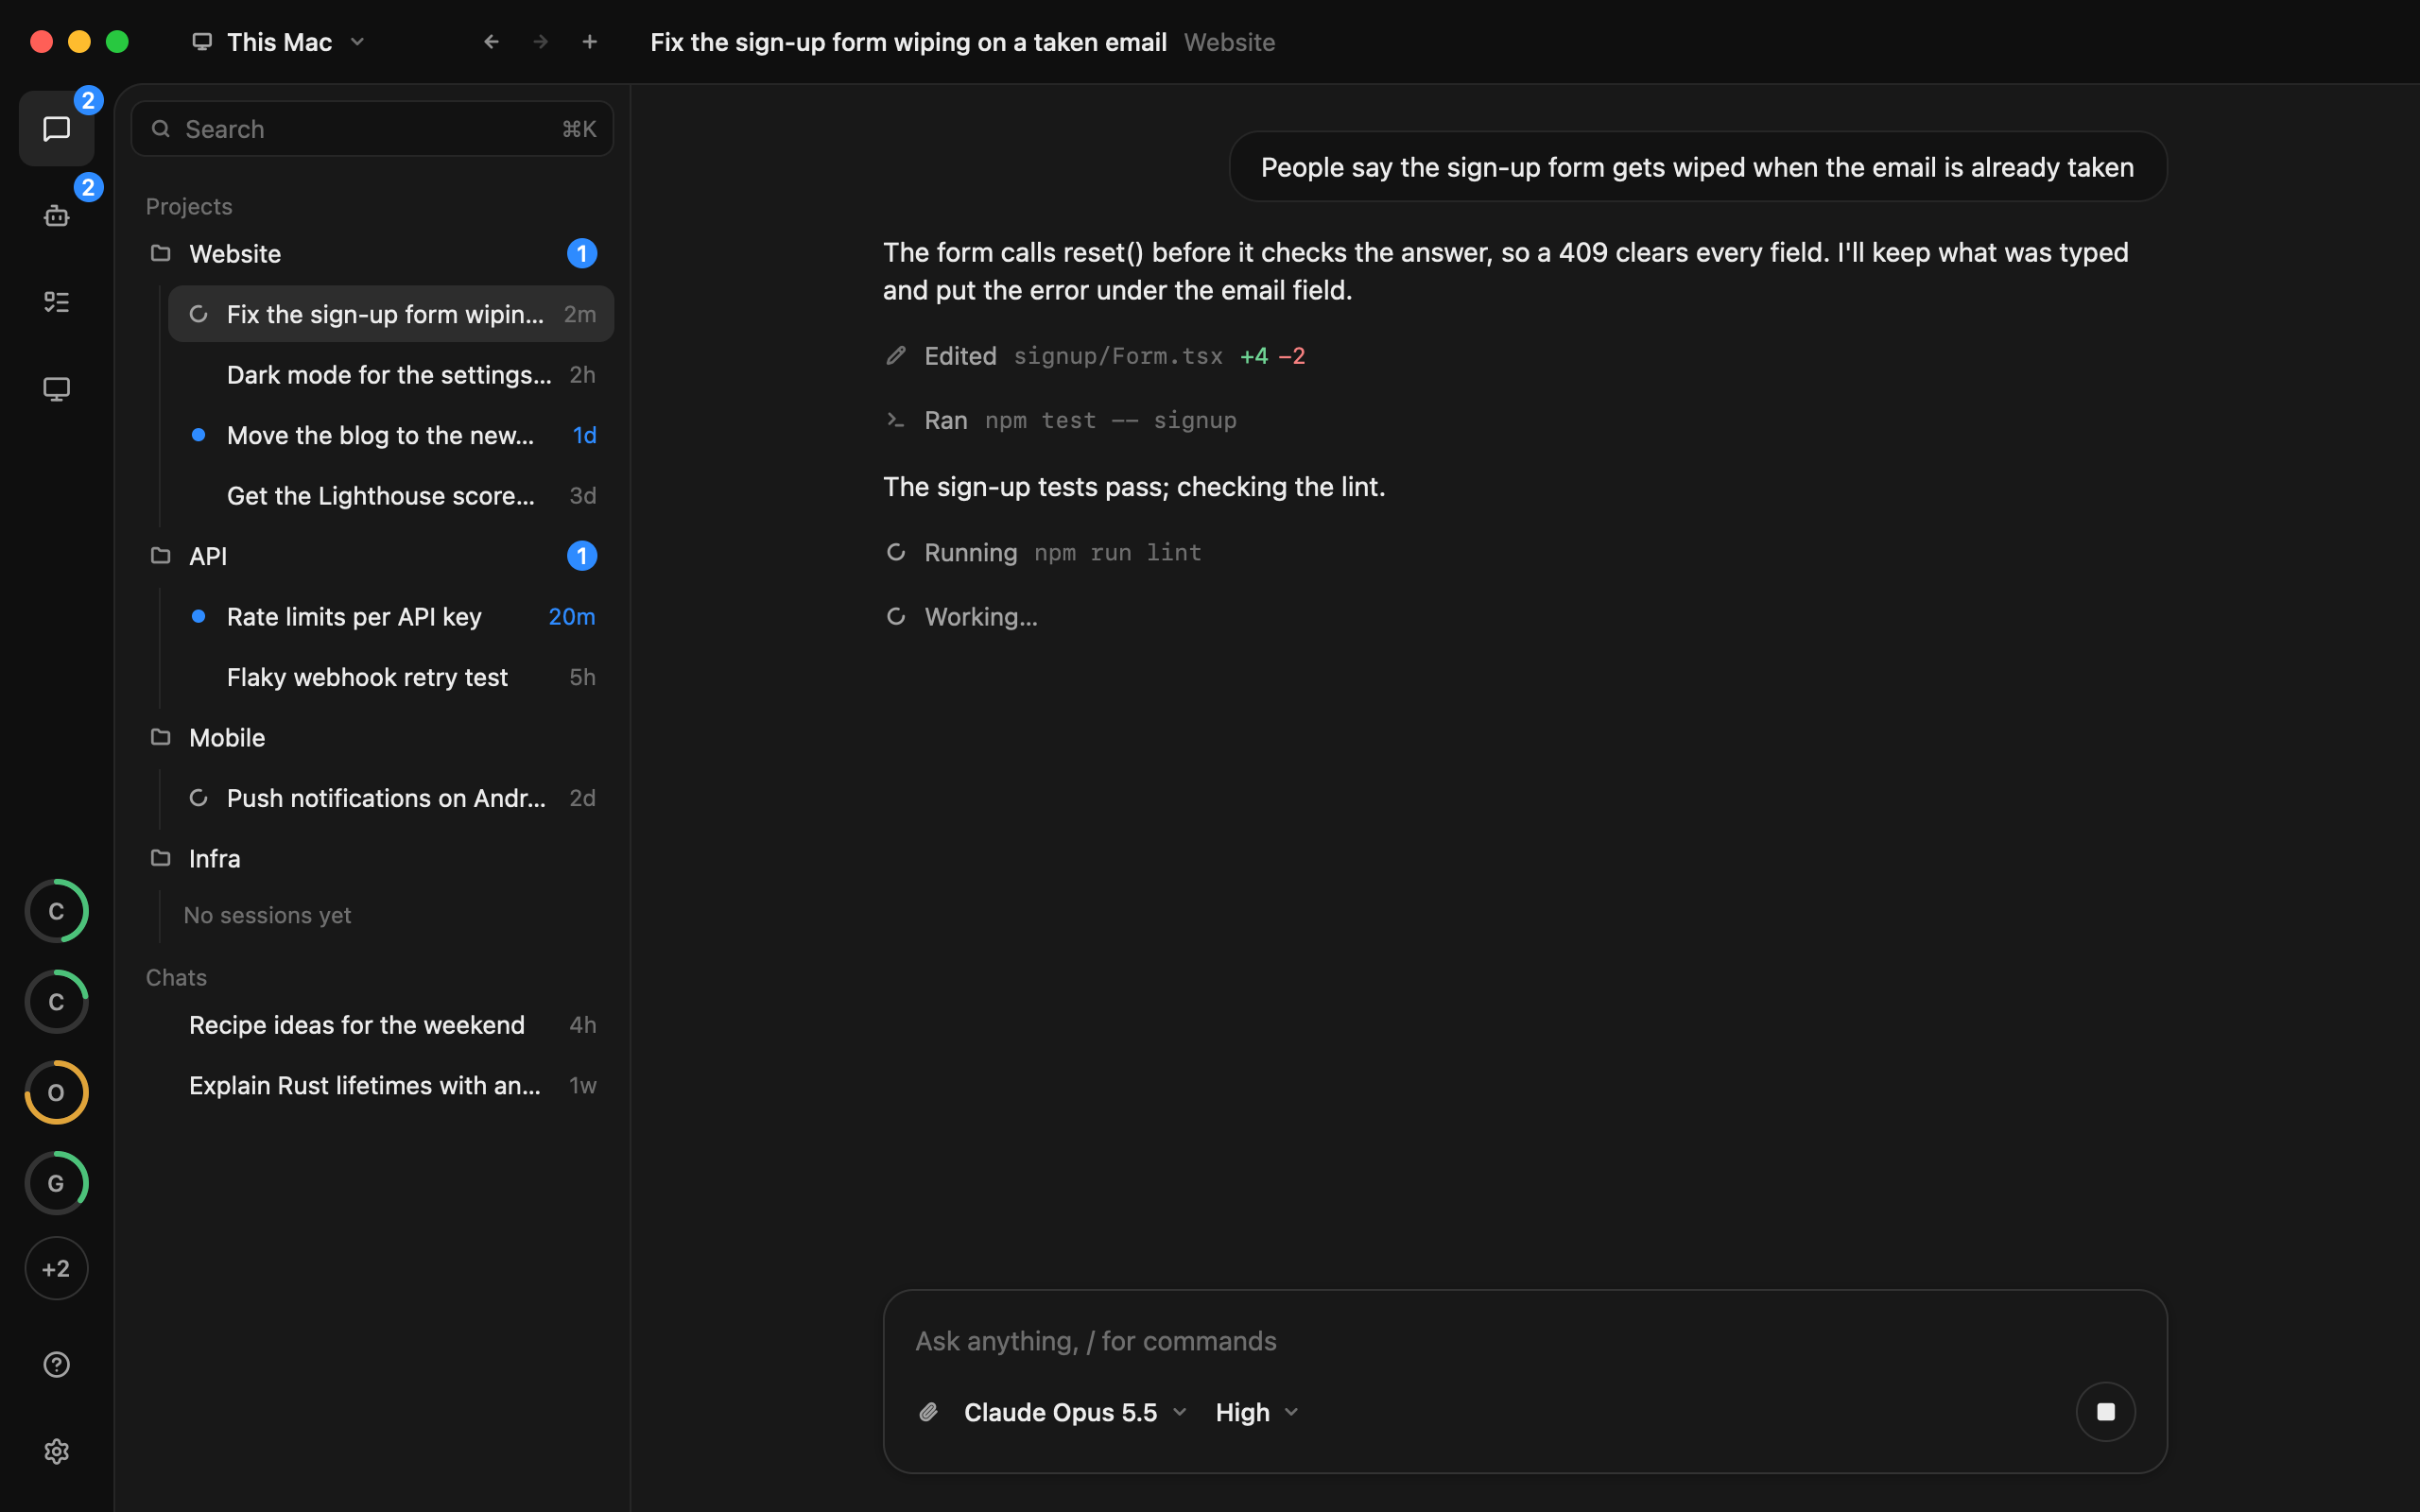 This Mac
Fix the sign-up form wiping on a taken email Website
2
2
Search ⌘K
Projects
Website 1
Fix the sign-up form wipin... 2m
Dark mode for the settings... 2h
Move the blog to the new... 1d
Get the Lighthouse score... 3d
API 1
Rate limits per API key 20m
Flaky webhook retry test 5h
Mobile
Push notifications on Andr... 2d
Infra
No sessions yet
Chats
Recipe ideas for the weekend 4h
Explain Rust lifetimes with an... 1w
C
C
O
G
+2
People say the sign-up form gets wiped when the email is already taken
The form calls reset() before it checks the answer, so a 409 clears every field. I'll keep what was typed
and put the error under the email field.
Edited signup/Form.tsx +4 −2
Ran npm test -- signup
The sign-up tests pass; checking the lint.
Running npm run lint
Working...
Ask anything, / for commands
Claude Opus 5.5 High